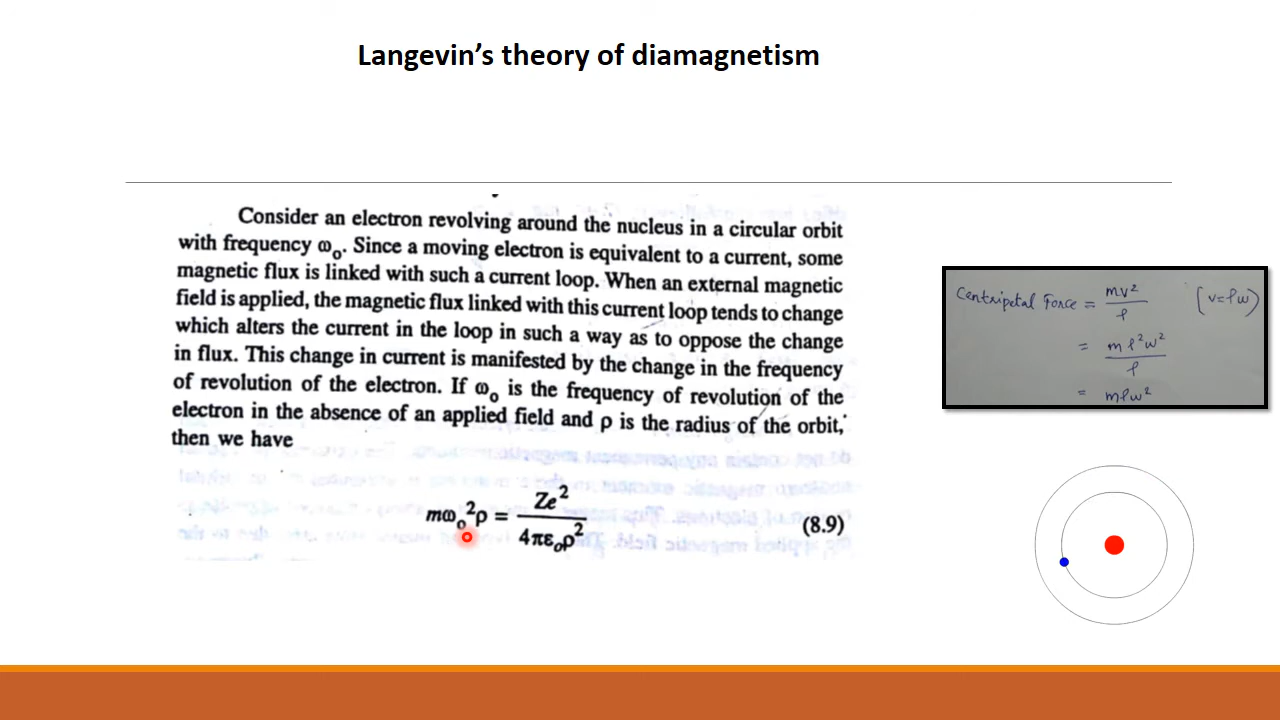 Langevin's theory of diamagnetism
Consider an electron revolving around the nucleus in a circular orbit
with frequency ω₀. Since a moving electron is equivalent to a current, some
magnetic flux is linked with such a current loop. When an external magnetic
field is applied, the magnetic flux linked with this current loop tends to change
which alters the current in the loop in such a way as to oppose the change
in flux. This change in current is manifested by the change in the frequency
of revolution of the electron. If ω₀ is the frequency of revolution of the
electron in the absence of an applied field and ρ is the radius of the orbit,
then we have
mω₀²ρ = Ze² / 4πε₀ρ² (8.9)
Centripetal Force = mv² / ρ (v=ρω)
= mρ²ω² / ρ
= mρω²